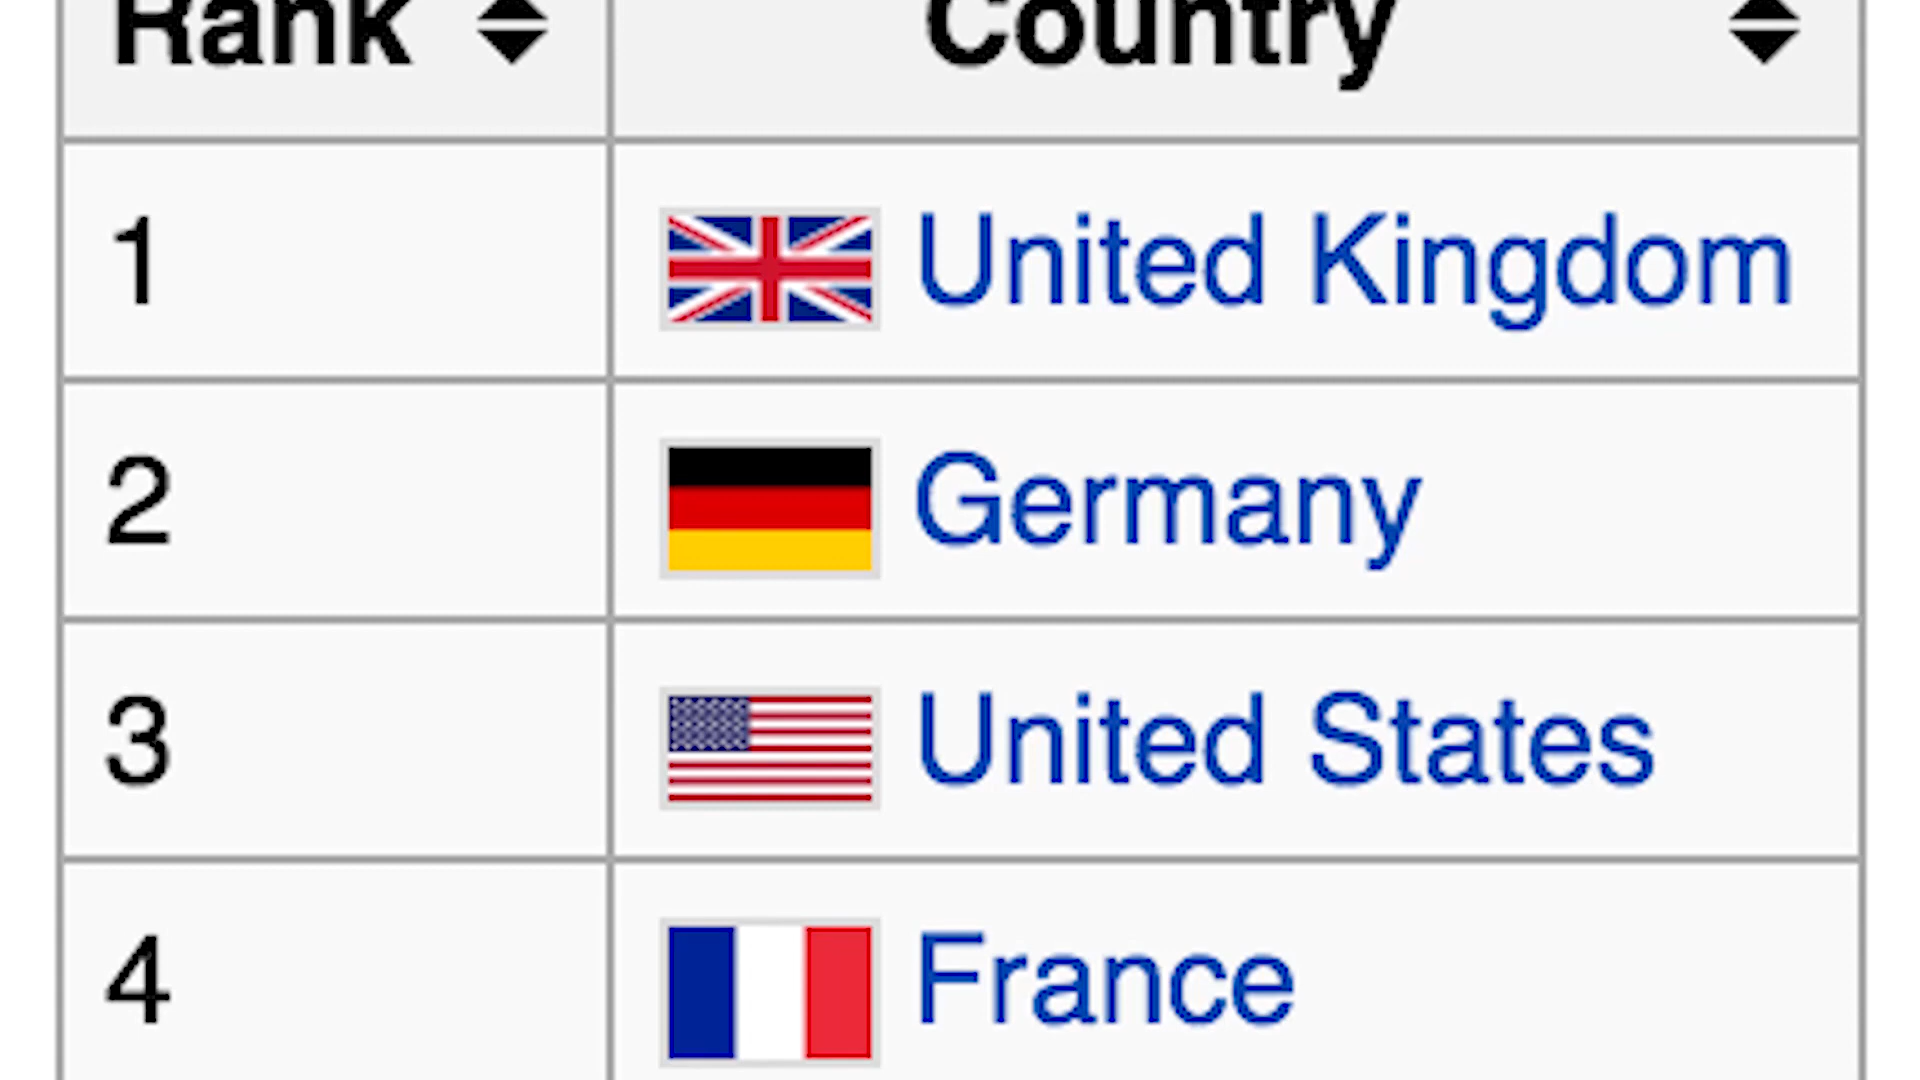 Rank Country
1 United Kingdom
2 Germany
3 United States
4 France